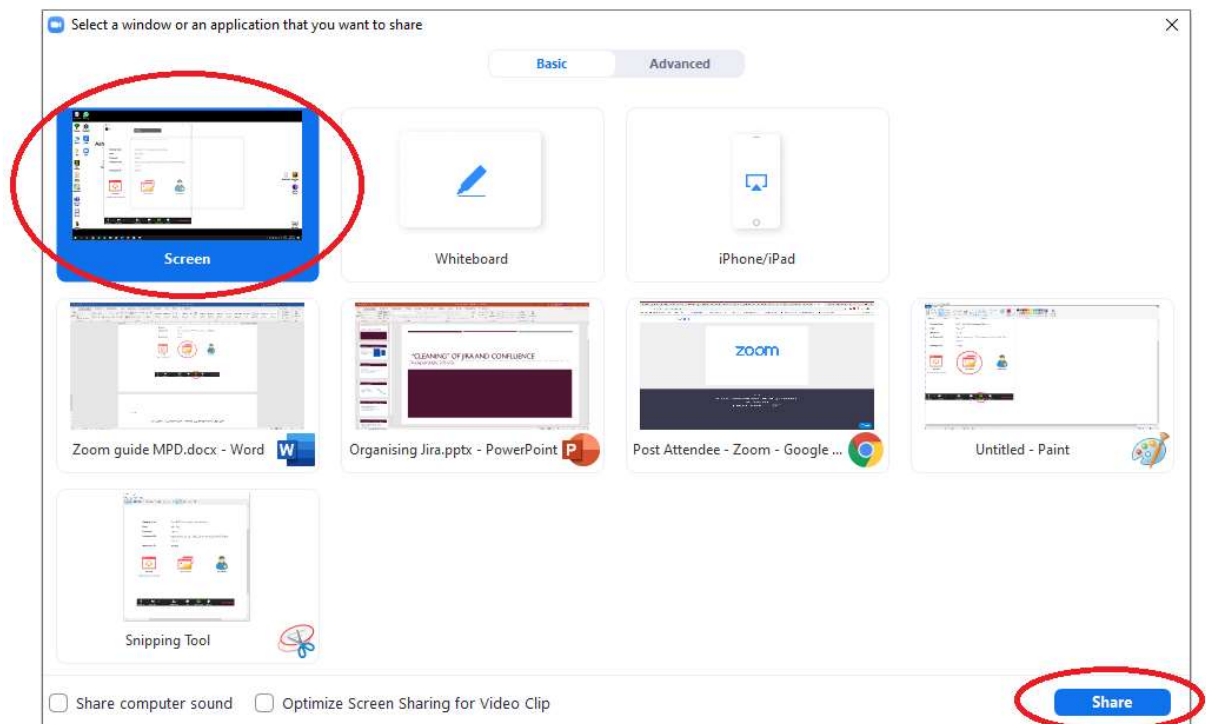 Select a window or an application that you want to share
Basic Advanced
Screen
Whiteboard
iPhone/iPad
"CLEANING" OF JIRA AND CONFLUENCE
zoom
Zoom guide MPD.docx - Word
Organising Jira.pptx - PowerPoint
Post Attendee - Zoom - Google ...
Untitled - Paint
Snipping Tool
Share computer sound
Optimize Screen Sharing for Video Clip
Share